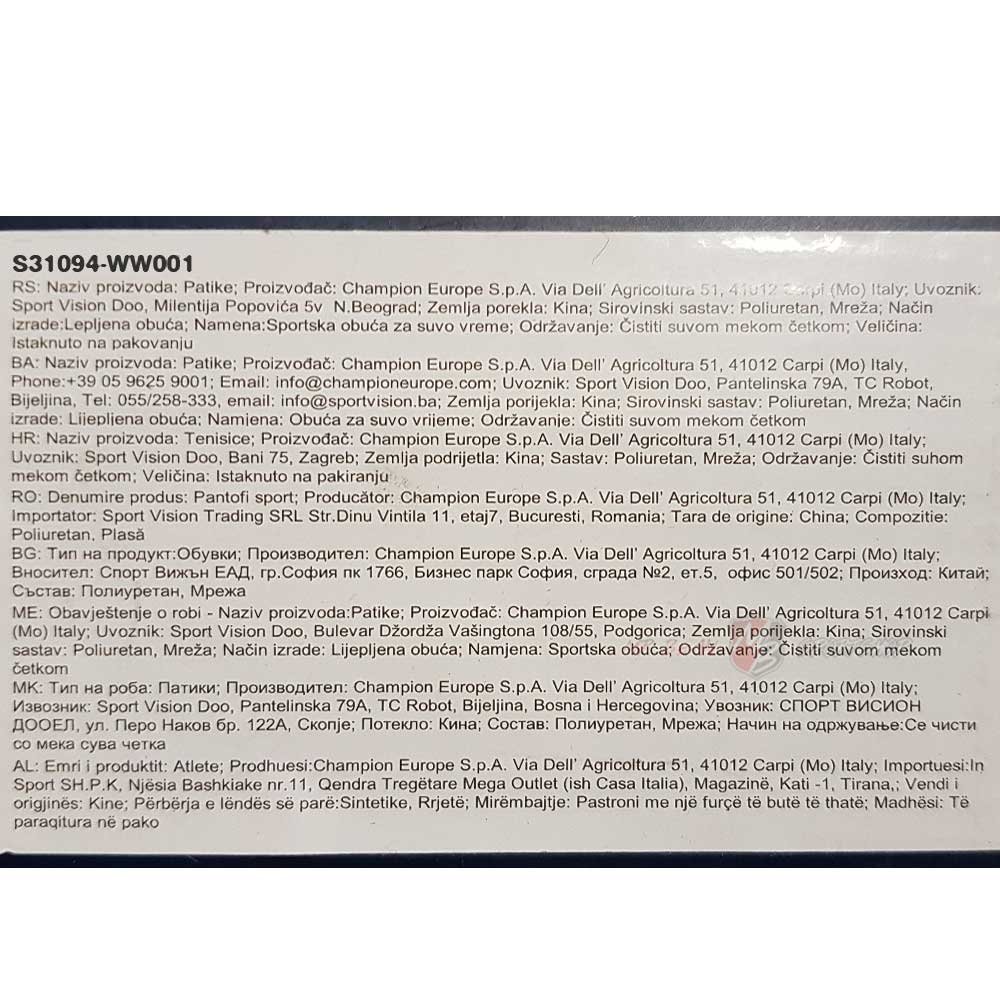 S31094-WW001
RS: Naziv proizvoda: Patike; Proizvođač: Champion Europe S.p.A. Via Dell' Agricoltura 51, 41012 Carpi (Mo) Italy; Uvoznik:
Sport Vision Doo, Milentija Popovića 5v N.Beograd; Zemlja porekla: Kina; Sirovinski sastav: Poliuretan, Mreža; Način
izrade:Lepljena obuća; Namena:Sportska obuća za suvo vreme; Održavanje: Čistiti suvom mekom četkom; Veličina:
Istaknuto na pakovanju
BA: Naziv proizvoda: Patike; Proizvođač: Champion Europe S.p.A. Via Dell' Agricoltura 51, 41012 Carpi (Mo) Italy,
Phone:+39 05 9625 9001; Email: info@championeurope.com; Uvoznik: Sport Vision Doo, Pantelinska 79A, TC Robot,
Bijeljina, Tel: 055/258-333, email: info@sportvision.ba; Zemlja porijekla: Kina; Sirovinski sastav: Poliuretan, Mreža; Način
izrade: Lijepljena obuća; Namjena: Obuća za suvo vrijeme; Održavanje: Čistiti suvom mekom četkom
HR: Naziv proizvoda: Tenisice; Proizvođač: Champion Europe S.p.A. Via Dell' Agricoltura 51, 41012 Carpi (Mo) Italy;
Uvoznik: Sport Vision Doo, Bani 75, Zagreb; Zemlja podrijetla: Kina; Sastav: Poliuretan, Mreža; Održavanje: Čistiti suhom
mekom četkom; Veličina: Istaknuto na pakiranju
RO: Denumire produs: Pantofi sport; Producător: Champion Europe S.p.A. Via Dell' Agricoltura 51, 41012 Carpi (Mo) Italy;
Importator: Sport Vision Trading SRL Str.Dinu Vintila 11, etaj7, Bucuresti, Romania; Tara de origine: China; Compozitie:
Poliuretan, Plasă
BG: Тип на продукт:Обувки; Производител: Champion Europe S.p.A. Via Dell' Agricoltura 51, 41012 Carpi (Mo) Italy;
Вносител: Спорт Вижън ЕАД, гр.София пк 1766, Бизнес парк София, сграда №2, ет.5, офис 501/502; Произход: Китай;
Състав: Полиуретан, Мрежа
ME: Obavještenje o robi - Naziv proizvoda:Patike; Proizvođač: Champion Europe S.p.A. Via Dell' Agricoltura 51, 41012 Carpi
(Mo) Italy; Uvoznik: Sport Vision Doo, Bulevar Džordža Vašingtona 108/55, Podgorica; Zemlja porijekla: Kina; Sirovinski
sastav: Poliuretan, Mreža; Način izrade: Lijepljena obuća; Namjena: Sportska obuća; Održavanje: Čistiti suvom mekom
četkom
MK: Тип на роба: Патики; Производител: Champion Europe S.p.A. Via Dell' Agricoltura 51, 41012 Carpi (Mo) Italy;
Извозник: Sport Vision Doo, Pantelinska 79A, TC Robot, Bijeljina, Bosna i Hercegovina; Увозник: СПОРТ ВИСИОН
ДООЕЛ, ул. Перо Наков бр. 122А, Скопје; Потекло: Кина; Состав: Полиуретан, Мрежа; Начин на одржување:Се чисти
со мека сува четка
AL: Emri i produktit: Atlete; Prodhuesi:Champion Europe S.p.A. Via Dell' Agricoltura 51, 41012 Carpi (Mo) Italy; Importuesi:In
Sport SH.P.K, Njësia Bashkiake nr.11, Qendra Tregëtare Mega Outlet (ish Casa Italia), Magazinë, Kati -1, Tirana,; Vendi i
origjinës: Kine; Përbërja e lëndës së parë:Sintetike, Rrjetë; Mirëmbajtje: Pastroni me një furçë të butë të thatë; Madhësi: Të
paraqitura në pako